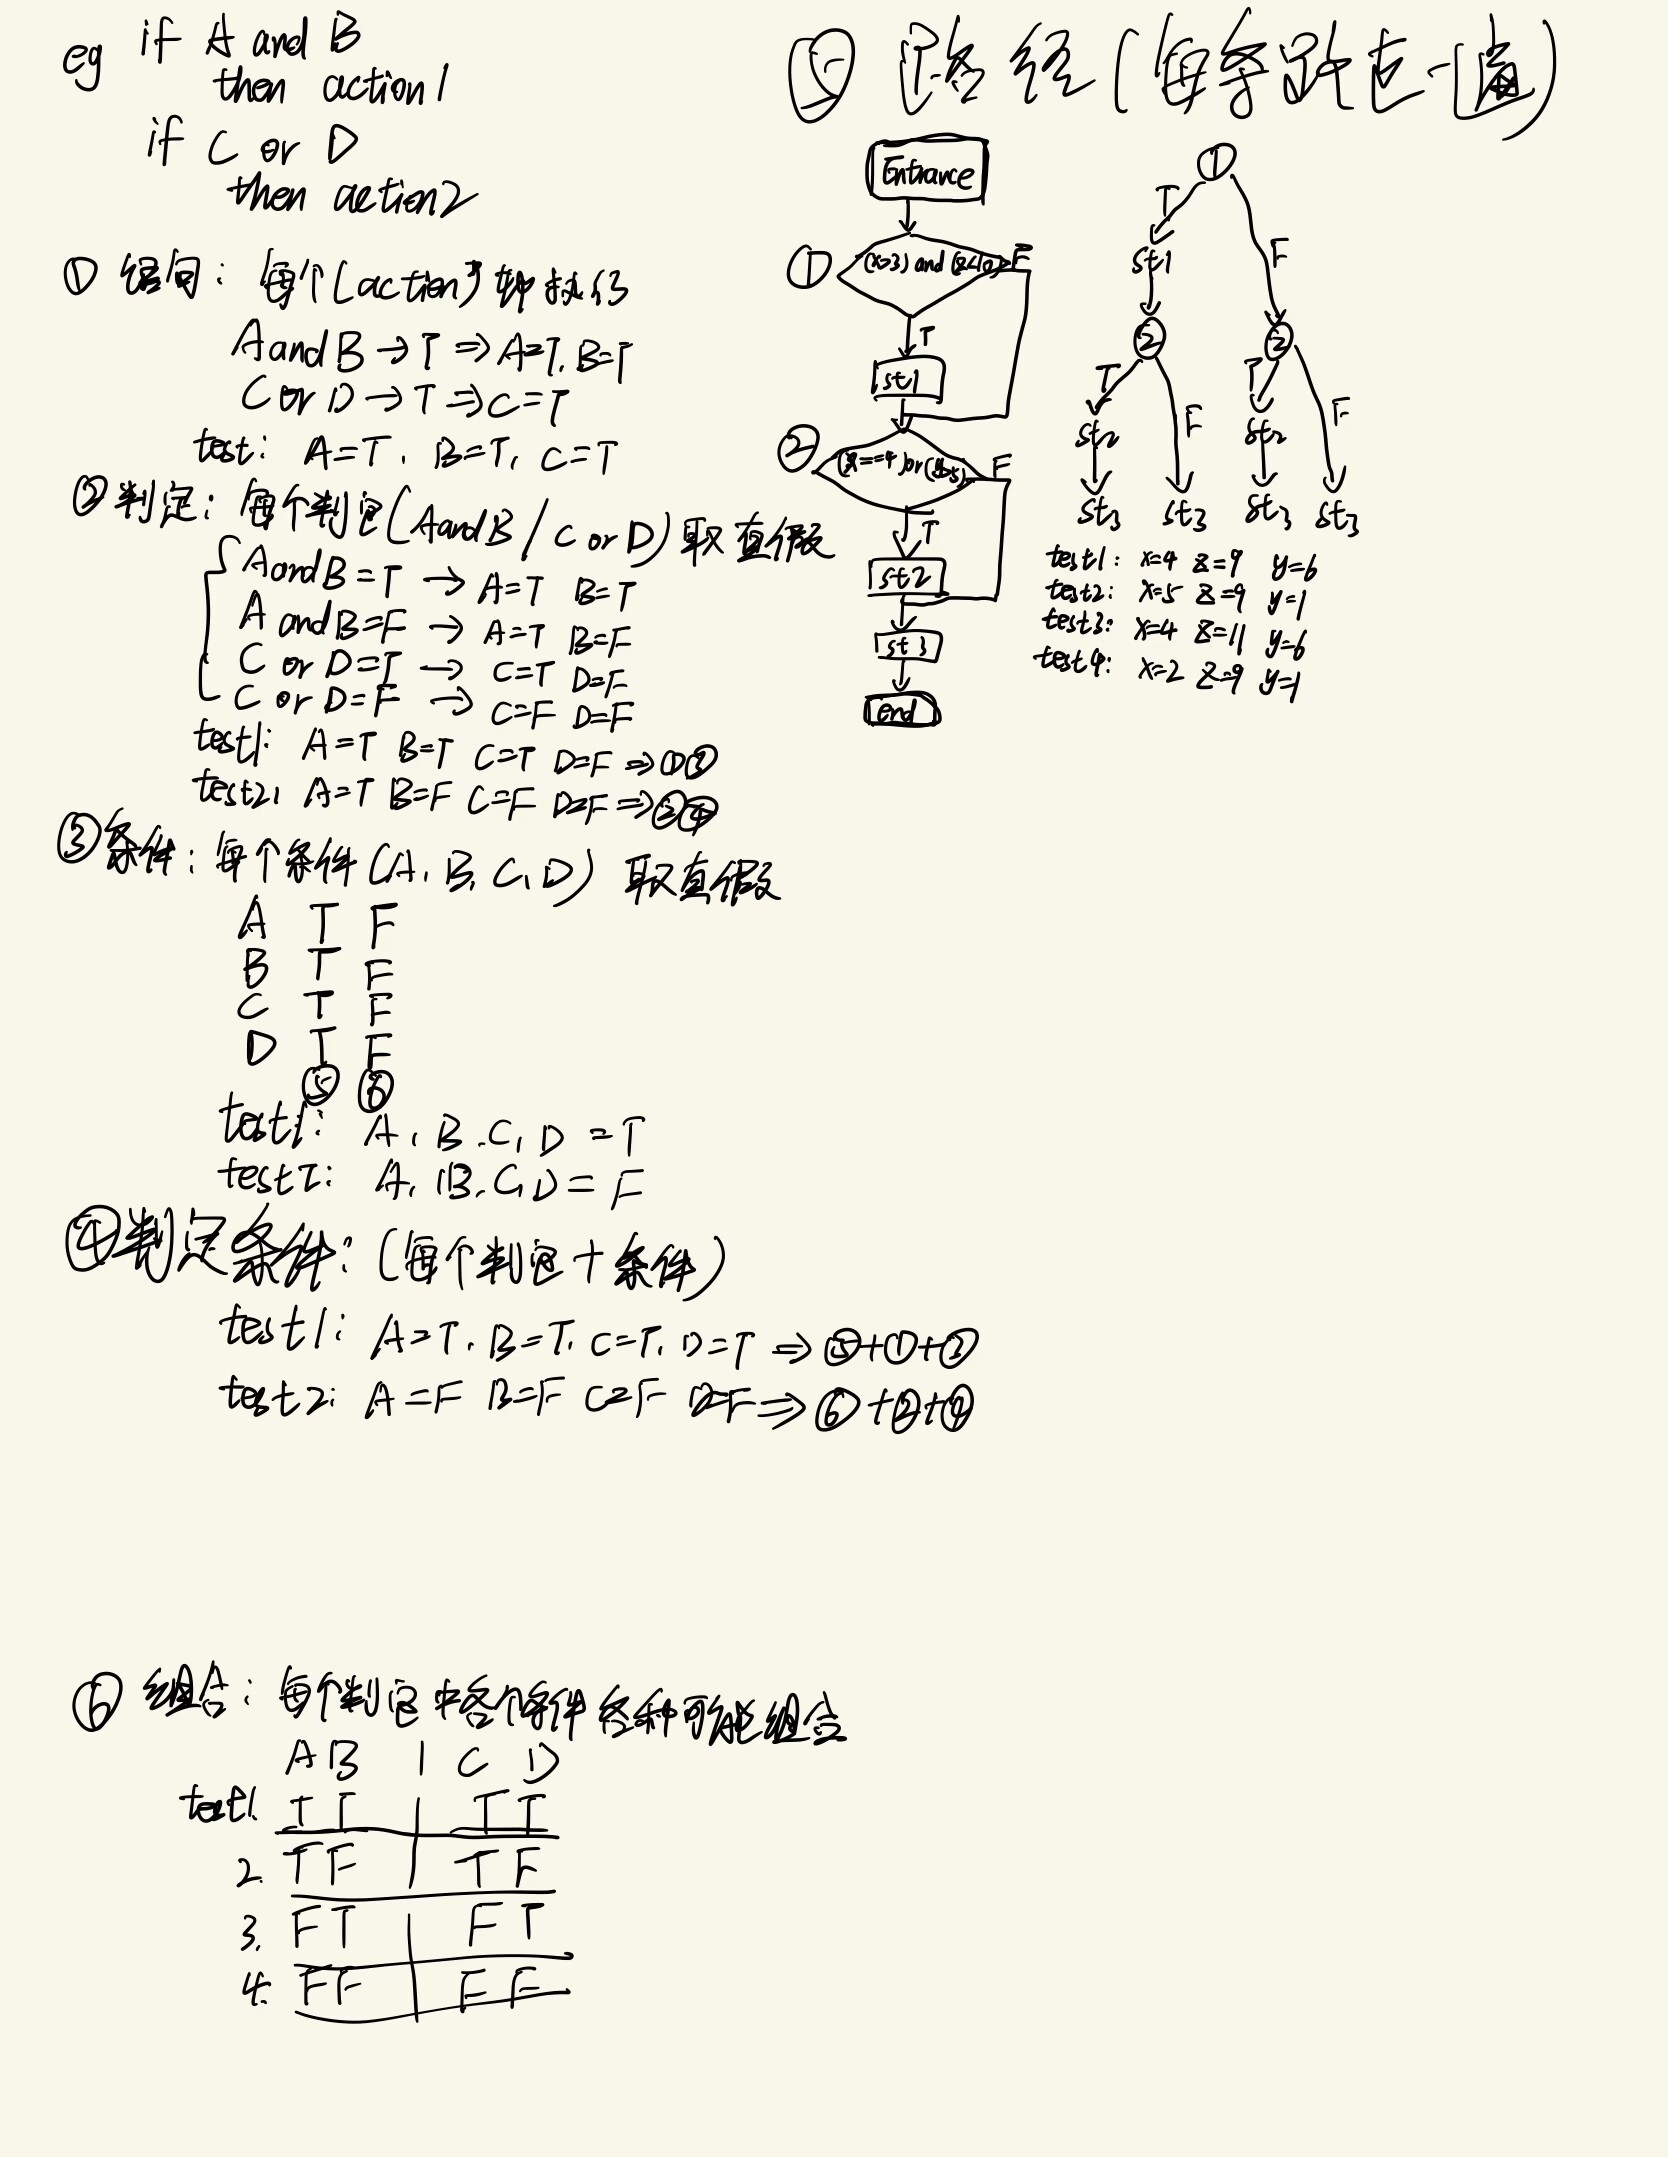 eg if A and B
then action1
if C or D
then action2
① 语句: 每个(action)都执行
A and B → T ⇒ A=T, B=T
C or D → T ⇒ C=T
test: A=T, B=T, C=T
② 判定: 每个判定(A and B / C or D) 取真假
A and B = T → A=T B=T
A and B=F → A=T B=F
C or D=T → C=T D=F
C or D=F → C=F D=F
test1: A=T B=T C=T D=F ⇒①③
test2: A=T B=F C=F D=F ⇒②④
③ 条件: 每个条件(A, B, C, D) 取真假
A T F
B T F
C T F
D T F
⑤ ⑥
test1: A, B, C, D = T
test2: A, B, C, D = F
④ 判定条件: (每个判定+条件)
test1: A=T, B=T, C=T, D=T ⇒ ⑤+①+③
test2: A=F B=F C=F D=F ⇒ ⑥+②+④
⑥ 组合: 每个判定中各个条件各种可能组合
A B | C D
test1. T T | T T
2. T F | T F
3. F T | F T
4. F F | F F
⑤ 路径(每条路走一遍)
Entrance
① (x>3) and (z<10) F
T
st1
② (x==4) or (y>5) F
T
st2
st3
end
①
T F
st1
② ②
T F T F
st2 st2
st3 st3 st3 st3
test1: x=4 z=9 y=6
test2: x=5 z=9 y=1
test3: x=4 z=11 y=6
test4: x=2 z=9 y=1